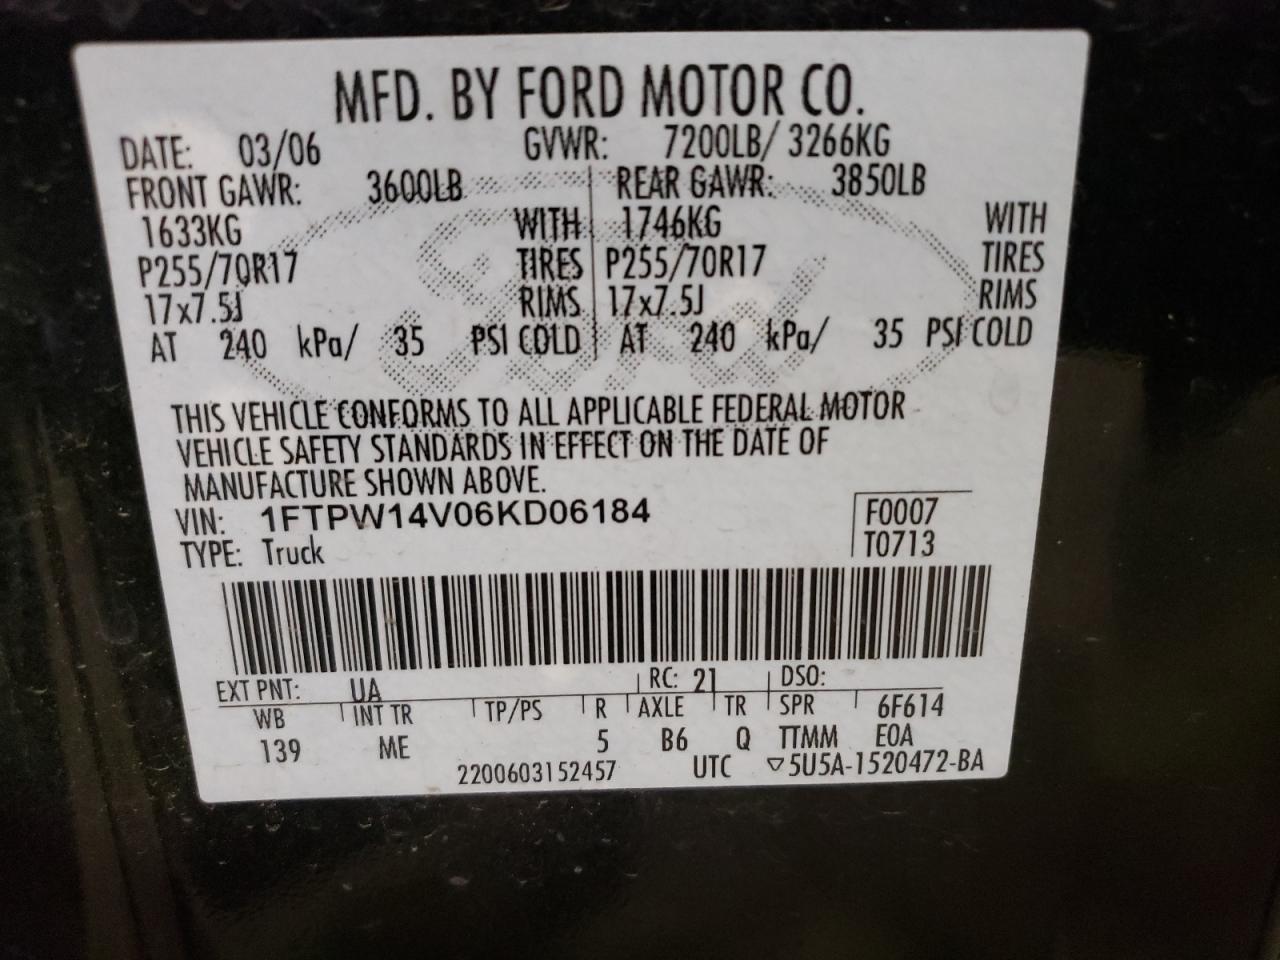 MFD. BY FORD MOTOR CO.
DATE: 03/06 GVWR: 7200LB/ 3266KG
FRONT GAWR: 3600LB REAR GAWR: 3850LB
1633KG WITH 1746KG WITH
P255/70R17 TIRES P255/70R17 TIRES
17x7.5J RIMS 17x7.5J RIMS
AT 240 kPa/ 35 PSI COLD AT 240 kPa/ 35 PSI COLD
Ford
THIS VEHICLE CONFORMS TO ALL APPLICABLE FEDERAL MOTOR
VEHICLE SAFETY STANDARDS IN EFFECT ON THE DATE OF
MANUFACTURE SHOWN ABOVE.
VIN: 1FTPW14V06KD06184 F0007
TYPE: Truck T0713
EXT PNT: UA RC: 21 DSO:
WB INT TR TP/PS R AXLE TR SPR 6F614
139 ME 5 B6 Q TTMM E0A
2200603152457 UTC ▽5U5A-1520472-BA